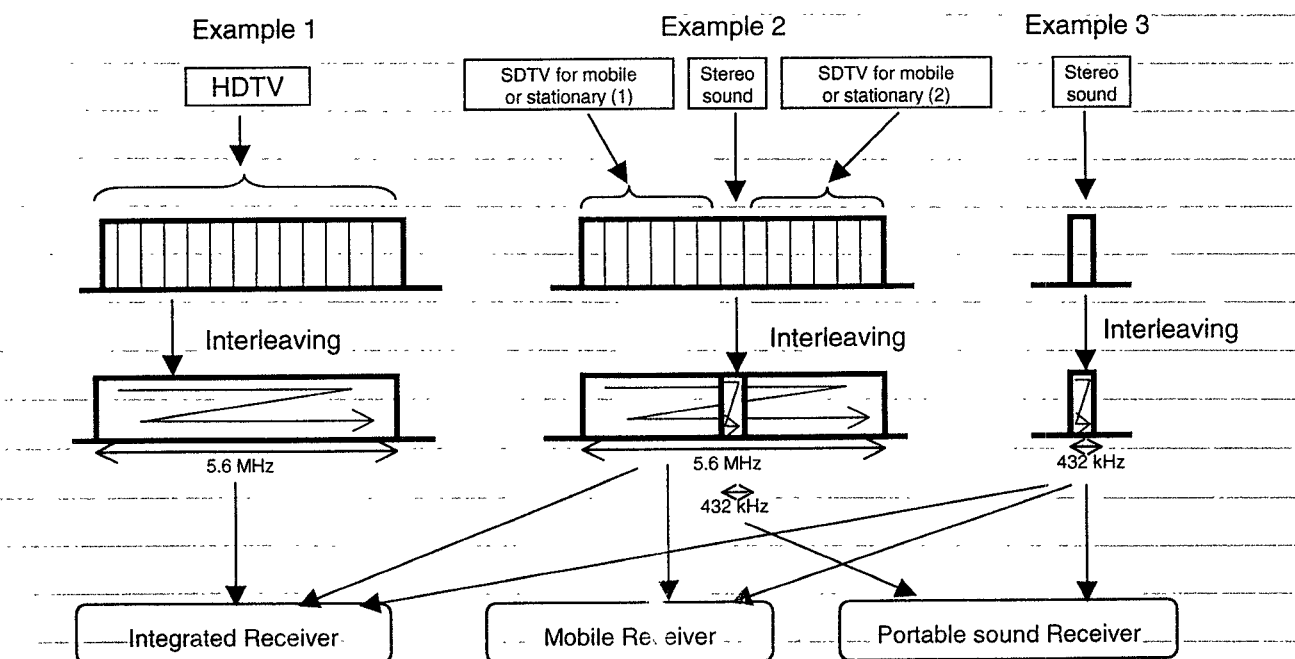 Example 1
Example 2
Example 3
HDTV
SDTV for mobile
or stationary (1)
Stereo
sound
SDTV for mobile
or stationary (2)
Stereo
sound
Interleaving
Interleaving
Interleaving
5.6 MHz
5.6 MHz
432 kHz
432 kHz
Integrated Receiver
Mobile Receiver
Portable sound Receiver